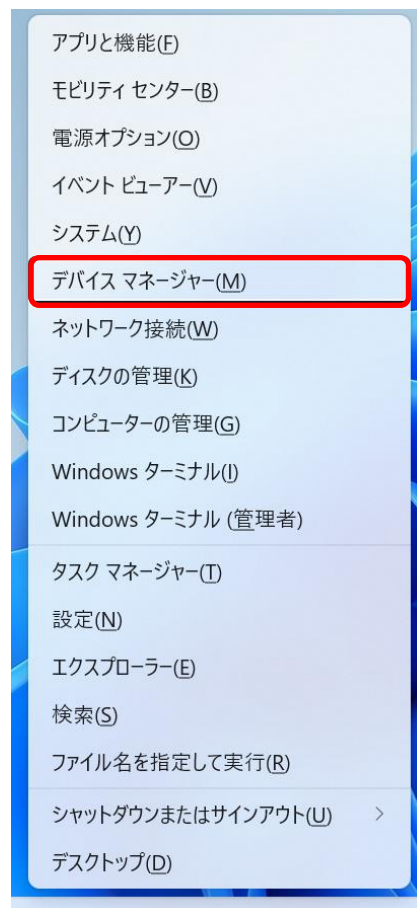 アプリと機能(F)
モビリティ センター(B)
電源オプション(O)
イベント ビューアー(V)
システム(Y)
デバイス マネージャー(M)
ネットワーク接続(W)
ディスクの管理(K)
コンピューターの管理(G)
Windows ターミナル(I)
Windows ターミナル (管理者)
タスク マネージャー(T)
設定(N)
エクスプローラー(E)
検索(S)
ファイル名を指定して実行(R)
シャットダウンまたはサインアウト(U)
デスクトップ(D)